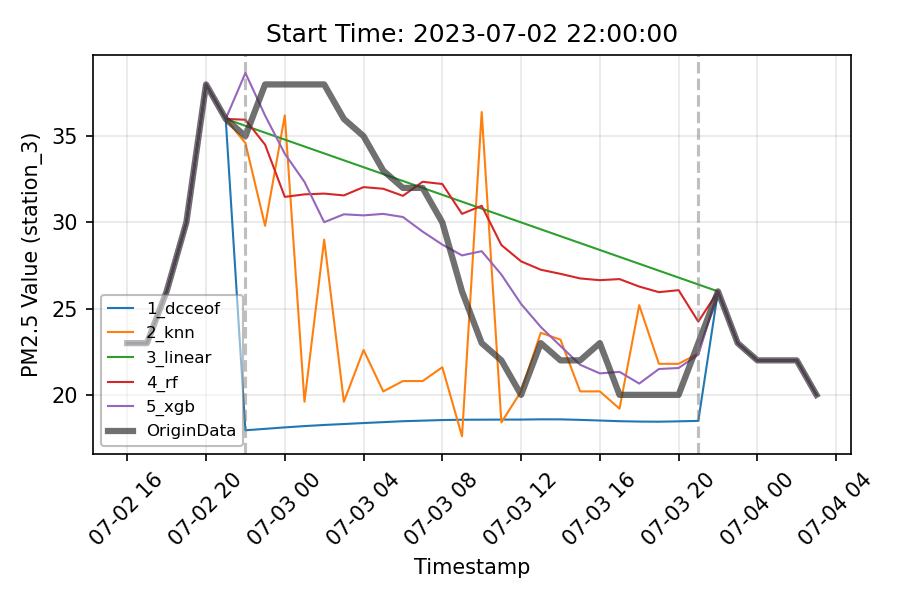 Start Time: 2023-07-02 22:00:00
PM2.5 Value (station_3)
35
30
25
20
1_dcceof
2_knn
3_linear
4_rf
5_xgb
OriginData
07-02 16
07-02 20
07-03 00
07-03 04
07-03 08
07-03 12
07-03 16
07-03 20
07-04 00
07-04 04
Timestamp